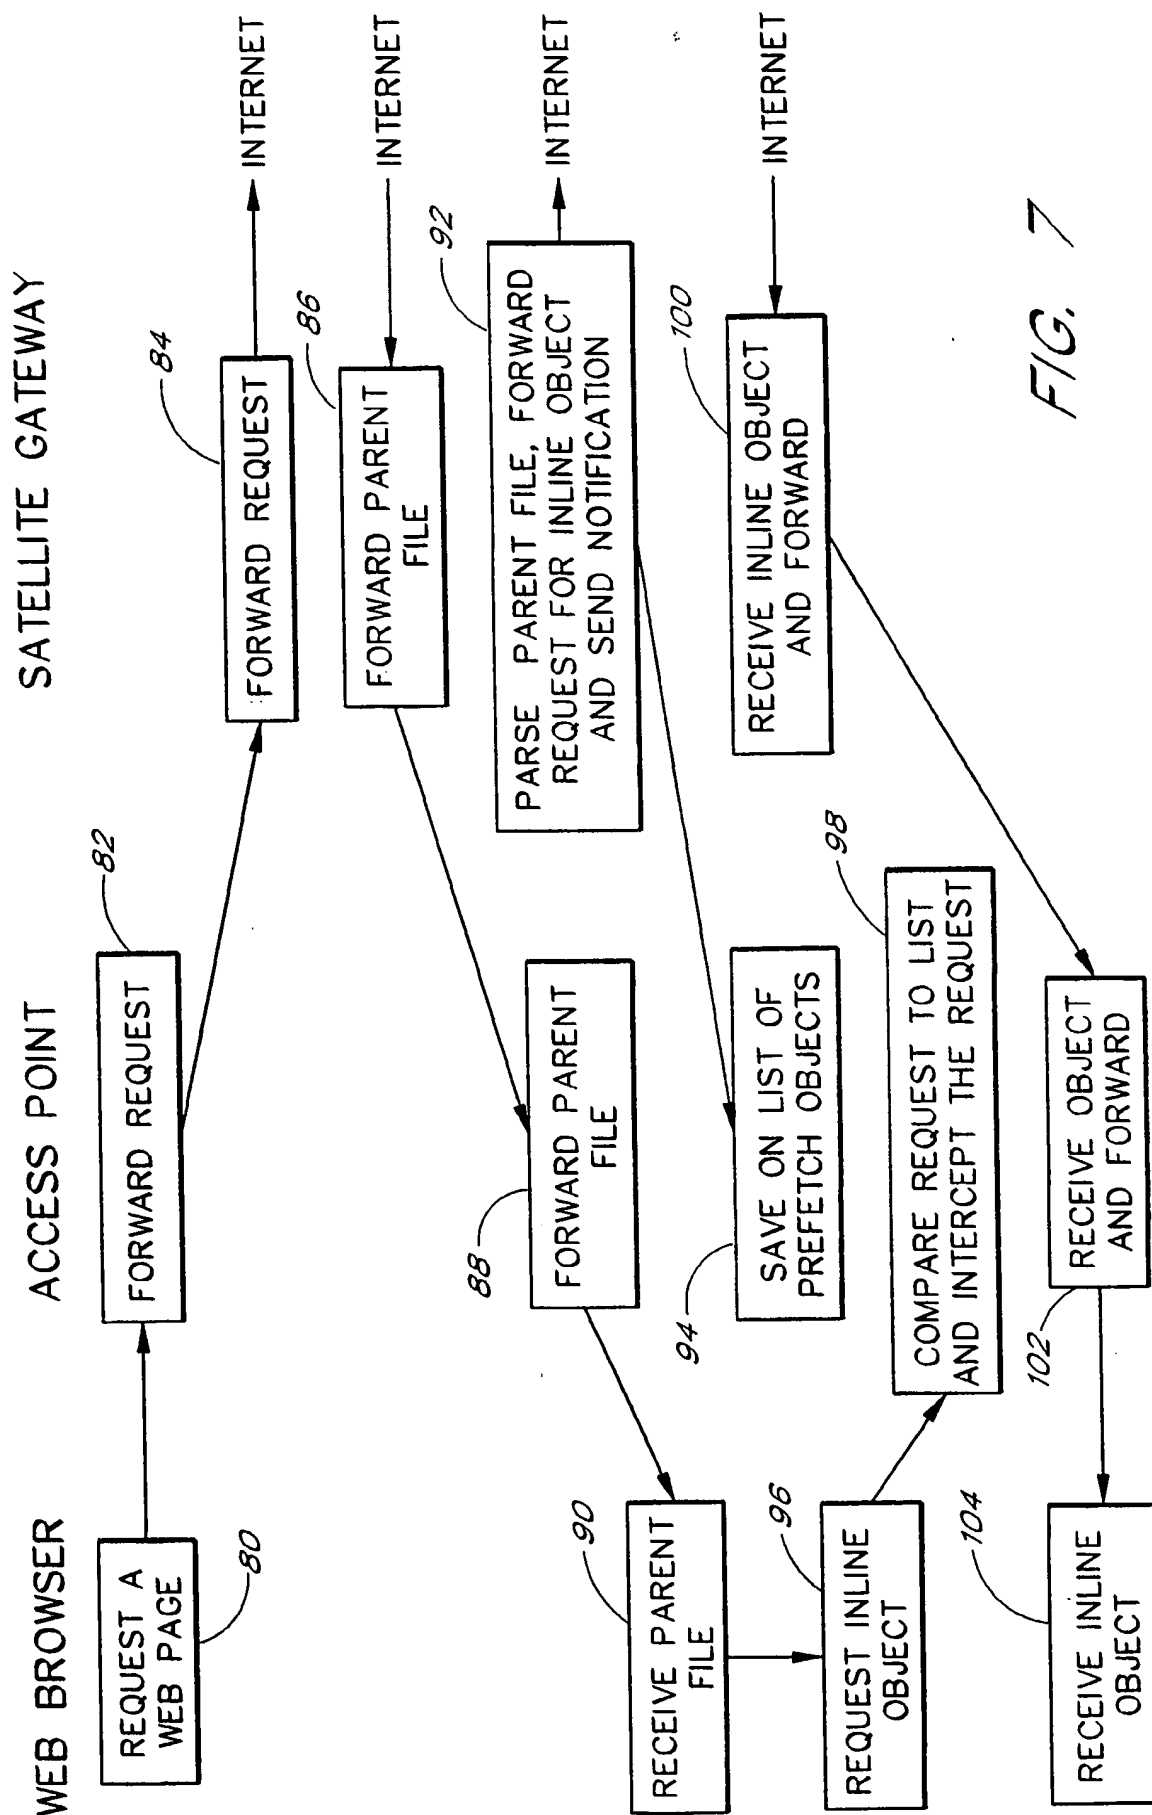 WEB BROWSER
ACCESS POINT
SATELLITE GATEWAY
REQUEST A
WEB PAGE
80
FORWARD REQUEST
82
FORWARD REQUEST
84
INTERNET
FORWARD PARENT
FILE
86
INTERNET
FORWARD PARENT
FILE
88
RECEIVE PARENT
FILE
90
PARSE PARENT FILE, FORWARD
REQUEST FOR INLINE OBJECT
AND SEND NOTIFICATION
92
INTERNET
SAVE ON LIST OF
PREFETCH OBJECTS
94
REQUEST INLINE
OBJECT
96
COMPARE REQUEST TO LIST
AND INTERCEPT THE REQUEST
98
RECEIVE INLINE OBJECT
AND FORWARD
100
INTERNET
RECEIVE OBJECT
AND FORWARD
102
RECEIVE INLINE
OBJECT
104
FIG. 7